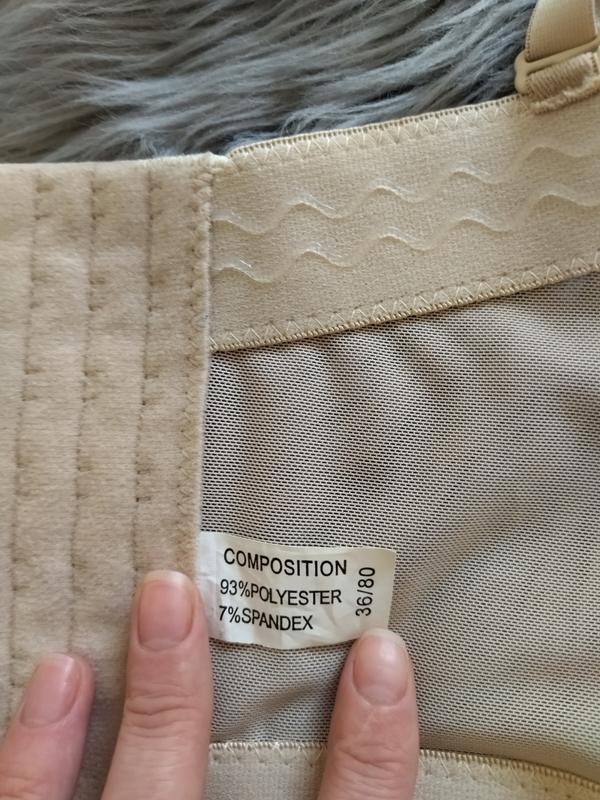 COMPOSITION
93%POLYESTER
7%SPANDEX
36/80